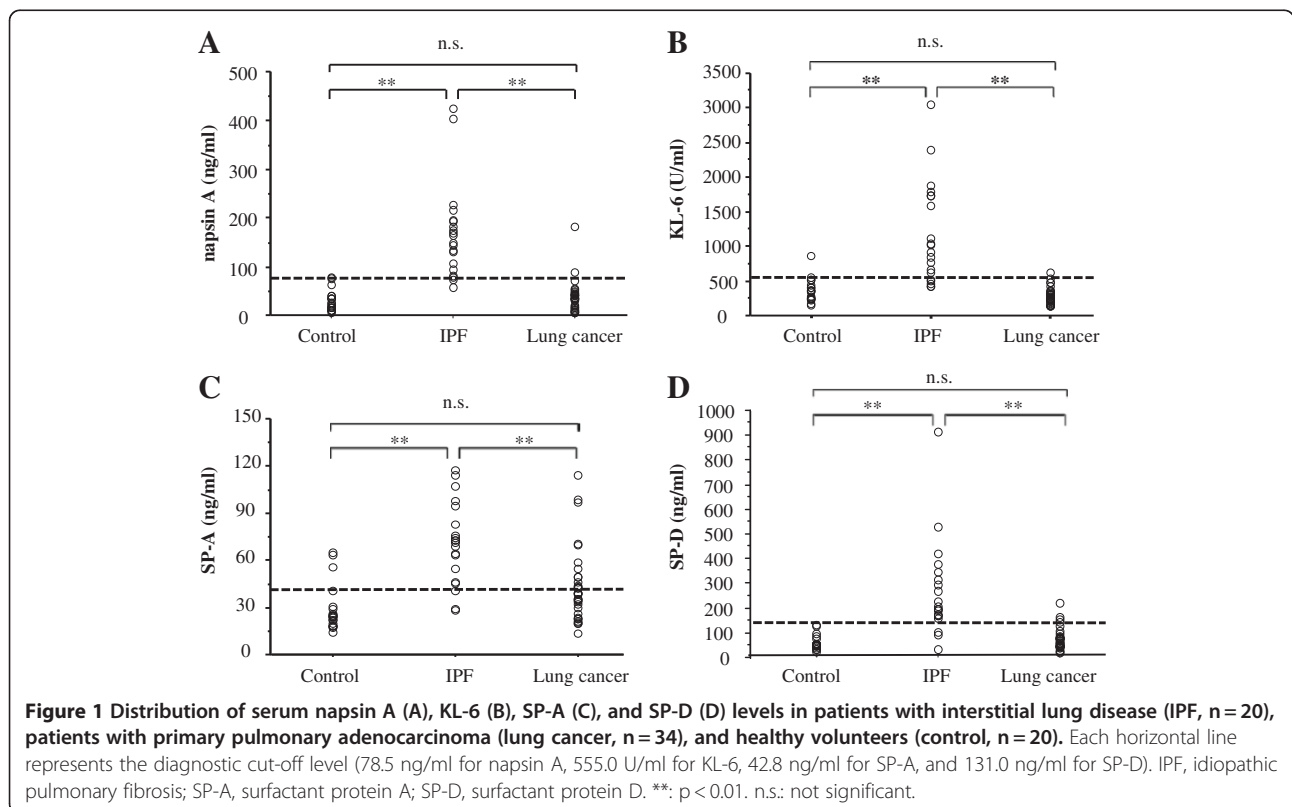 A
n.s.
**
**
napsin A (ng/ml)
500
400
300
200
100
0
Control
IPF
Lung cancer
B
n.s.
**
**
KL-6 (U/ml)
3500
3000
2500
2000
1500
1000
500
0
Control
IPF
Lung cancer
C
n.s.
**
**
SP-A (ng/ml)
150
120
90
60
30
0
Control
IPF
Lung cancer
D
n.s.
**
**
SP-D (ng/ml)
1000
900
800
700
600
500
400
300
200
100
0
Control
IPF
Lung cancer
Figure 1 Distribution of serum napsin A (A), KL-6 (B), SP-A (C), and SP-D (D) levels in patients with interstitial lung disease (IPF, n = 20),
patients with primary pulmonary adenocarcinoma (lung cancer, n = 34), and healthy volunteers (control, n = 20). Each horizontal line
represents the diagnostic cut-off level (78.5 ng/ml for napsin A, 555.0 U/ml for KL-6, 42.8 ng/ml for SP-A, and 131.0 ng/ml for SP-D). IPF, idiopathic
pulmonary fibrosis; SP-A, surfactant protein A; SP-D, surfactant protein D. **: p < 0.01. n.s.: not significant.